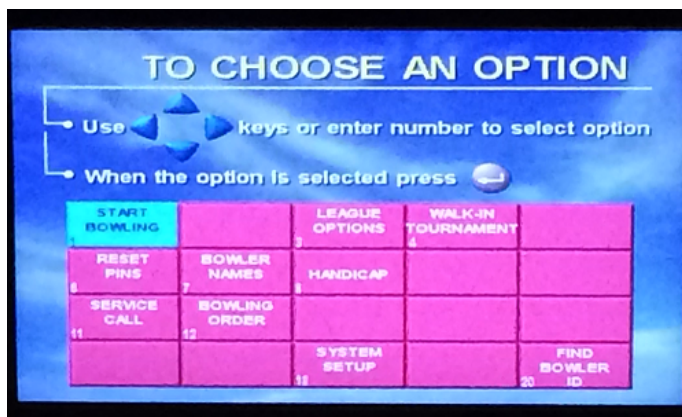 TO CHOOSE AN OPTION
Use keys or enter number to select option
When the option is selected press
START
BOWLING
1
LEAGUE
OPTIONS
3
WALK-IN
TOURNAMENT
4
RESET
PINS
6
BOWLER
NAMES
7
HANDICAP
8
SERVICE
CALL
11
BOWLING
ORDER
12
SYSTEM
SETUP
18
FIND
BOWLER
ID
20